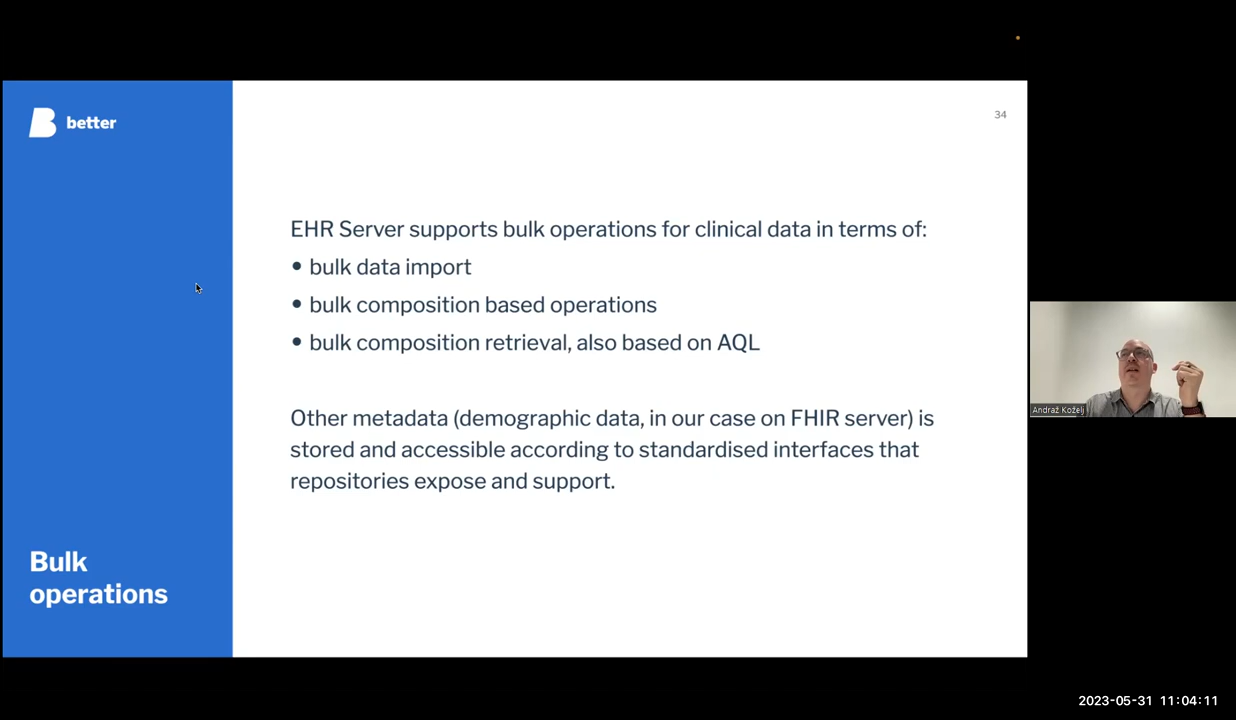 better
34
EHR Server supports bulk operations for clinical data in terms of:
• bulk data import
• bulk composition based operations
• bulk composition retrieval, also based on AQL
Other metadata (demographic data, in our case on FHIR server) is
stored and accessible according to standardised interfaces that
repositories expose and support.
Bulk
operations
Andraž Koželj
2023-05-31 11:04:11